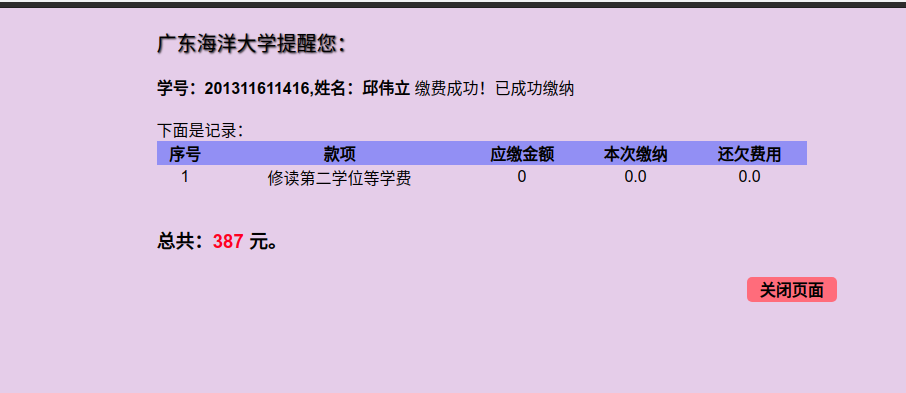 广东海洋大学提醒您：
学号：201311611416,姓名：邱伟立 缴费成功！已成功缴纳
下面是记录：
序号 款项 应缴金额 本次缴纳 还欠费用
1 修读第二学位等学费 0 0.0 0.0
总共：387 元。
关闭页面